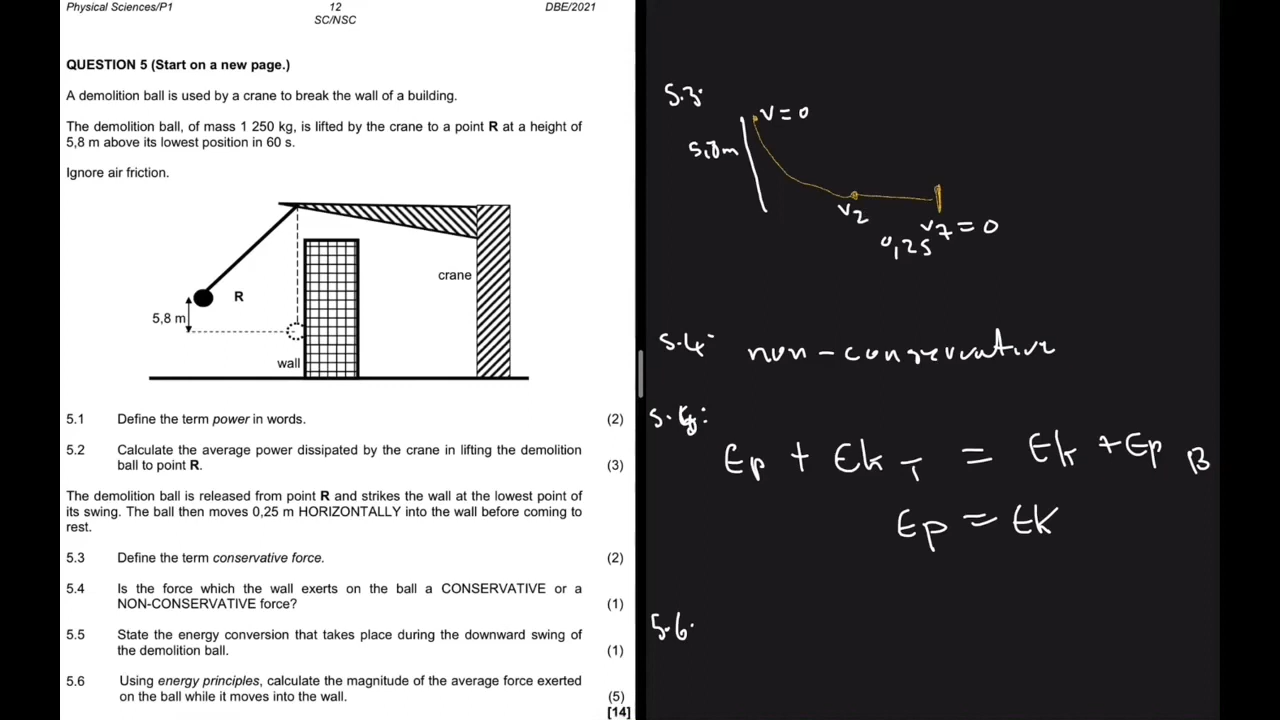 Physical Sciences/P1 12 DBE/2021
SC/NSC
QUESTION 5 (Start on a new page.)
A demolition ball is used by a crane to break the wall of a building.
The demolition ball, of mass 1 250 kg, is lifted by the crane to a point R at a height of
5,8 m above its lowest position in 60 s.
Ignore air friction.
crane
R
5,8 m
wall
5.1 Define the term power in words. (2)
5.2 Calculate the average power dissipated by the crane in lifting the demolition
ball to point R. (3)
The demolition ball is released from point R and strikes the wall at the lowest point of
its swing. The ball then moves 0,25 m HORIZONTALLY into the wall before coming to
rest.
5.3 Define the term conservative force. (2)
5.4 Is the force which the wall exerts on the ball a CONSERVATIVE or a
NON-CONSERVATIVE force? (1)
5.5 State the energy conversion that takes place during the downward swing of
the demolition ball. (1)
5.6 Using energy principles, calculate the magnitude of the average force exerted
on the ball while it moves into the wall. (5)
[14]
5.3:
v=0
5,8m
v2
vf=0
0,25
5.4: non-conservative
Ep + Ek T = Ek + Ep B
Ep = Ek
5.6.